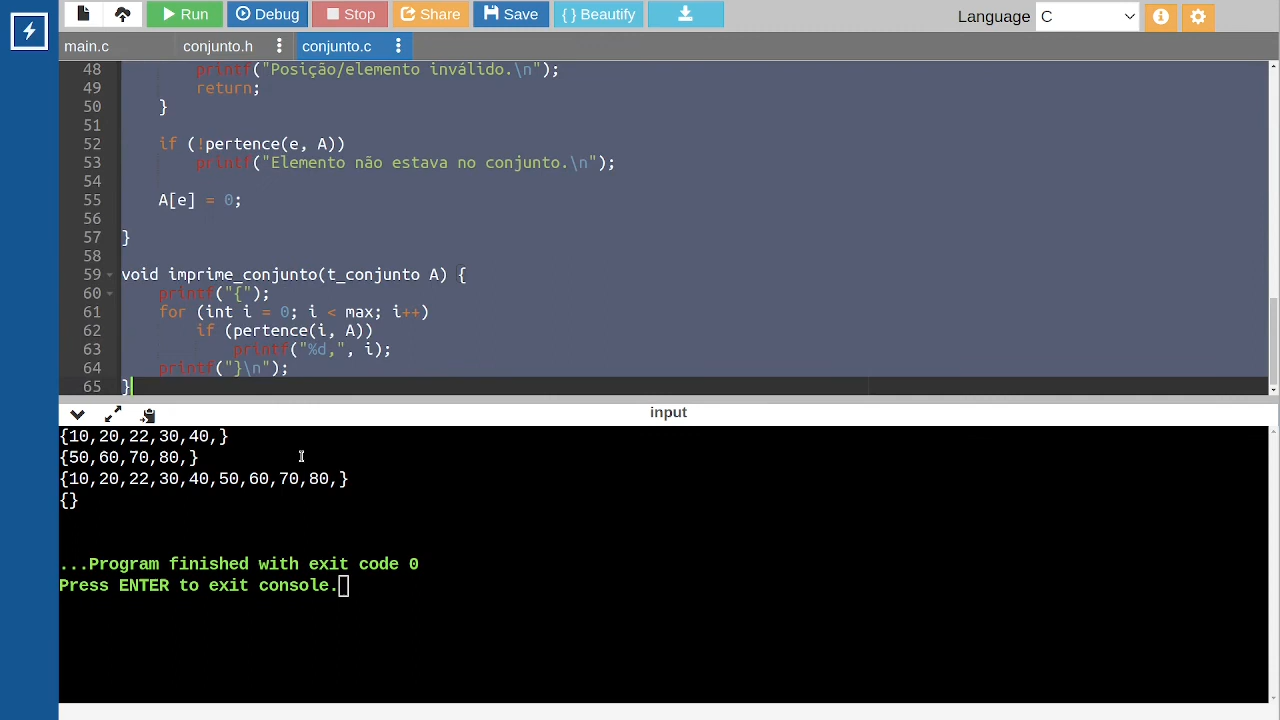 Run Debug Stop Share Save { } Beautify Language C
main.c conjunto.h conjunto.c
48 printf("Posição/elemento inválido.\n");
49 return;
50 }
51
52 if (!pertence(e, A))
53 printf("Elemento não estava no conjunto.\n");
54
55 A[e] = 0;
56
57 }
58
59 void imprime_conjunto(t_conjunto A) {
60 printf("{");
61 for (int i = 0; i < max; i++)
62 if (pertence(i, A))
63 printf("%d,", i);
64 printf("}\n");
65 }
input
{10,20,22,30,40,}
{50,60,70,80,}
{10,20,22,30,40,50,60,70,80,}
{}
...Program finished with exit code 0
Press ENTER to exit console.